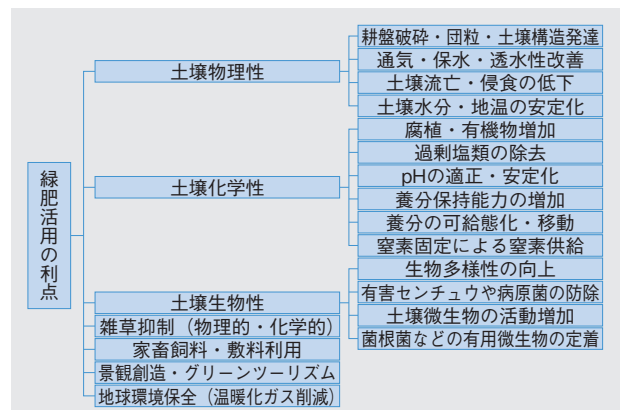 緑肥活用の利点
土壌物理性
耕盤破砕・団粒・土壌構造発達
通気・保水・透水性改善
土壌流亡・侵食の低下
土壌水分・地温の安定化
土壌化学性
腐植・有機物増加
過剰塩類の除去
pHの適正・安定化
養分保持能力の増加
養分の可給態化・移動
窒素固定による窒素供給
土壌生物性
生物多様性の向上
有害センチュウや病原菌の防除
土壌微生物の活動増加
菌根菌などの有用微生物の定着
雑草抑制（物理的・化学的）
家畜飼料・敷料利用
景観創造・グリーンツーリズム
地球環境保全（温暖化ガス削減）